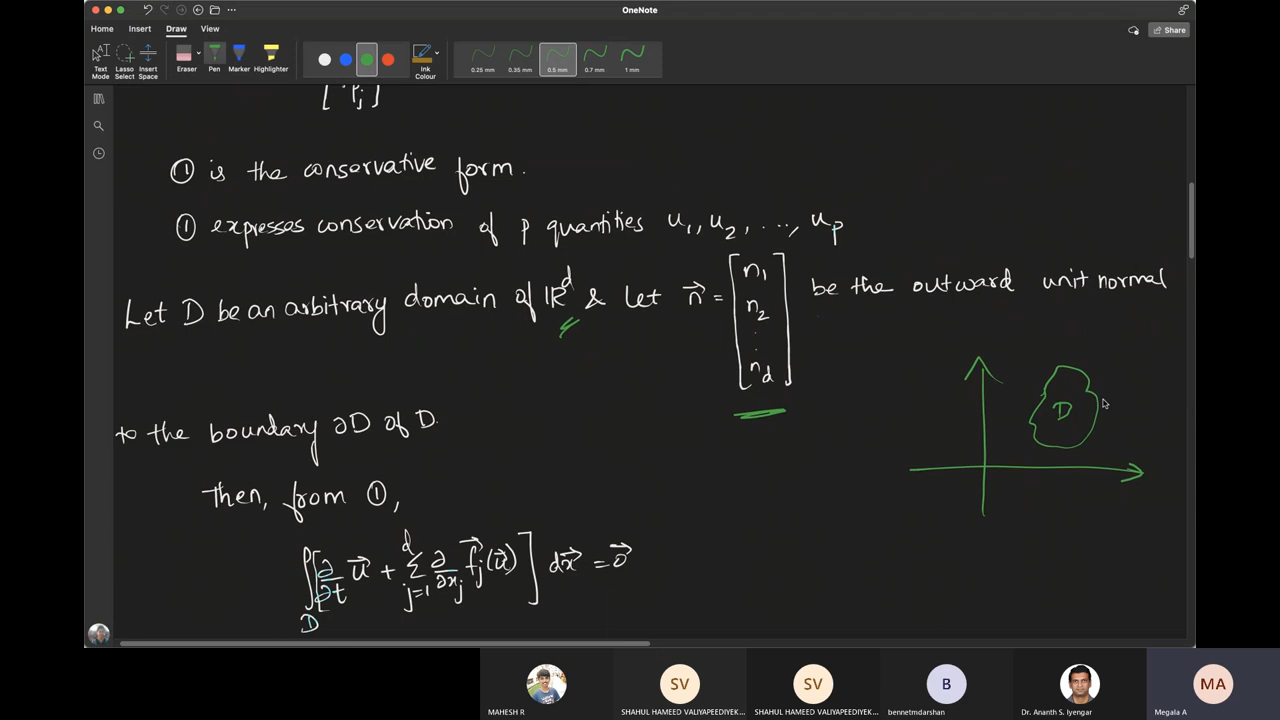 OneNote
Home Insert Draw View
Share
Text Mode Lasso Select Insert Space Eraser Pen Marker Highlighter Ink Colour 0.25 mm 0.35 mm 0.5 mm 0.7 mm 1 mm
① is the conservative form.
① expresses conservation of p quantities u₁, u₂, ..., uₚ
Let D be an arbitrary domain of ℝᵈ & let n⃗ = [n₁ n₂ ⋮ n_d] be the outward unit normal
D
to the boundary ∂D of D.
Then, from ①,
∫_D [∂/∂t u⃗ + Σ_{j=1}^{d} ∂/∂x_j f⃗_j(u⃗)] dx⃗ = 0⃗
SV SV B MA
MAHESH R SHAHUL HAMEED VALIYAPEEDIYEK... SHAHUL HAMEED VALIYAPEEDIYEK... bennetmdarshan Dr. Ananth S. Iyengar Megala A